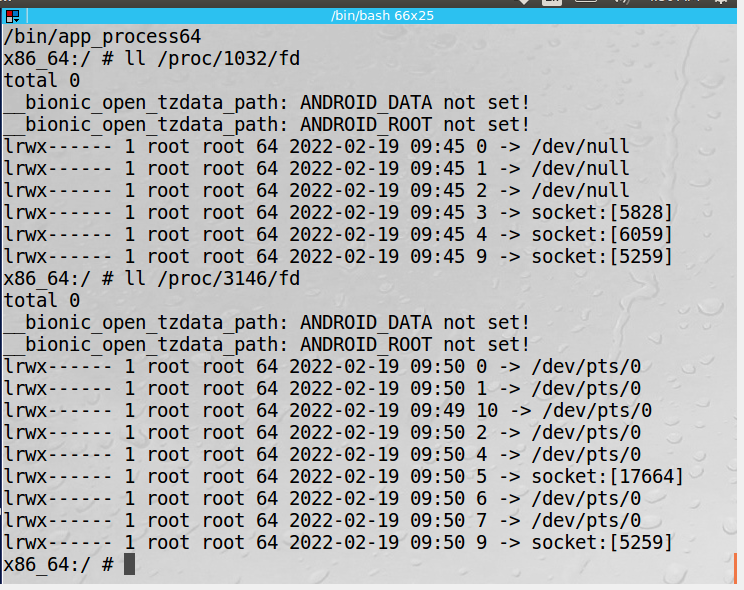 /bin/bash 66x25
/bin/app_process64
x86_64:/ # ll /proc/1032/fd
total 0
__bionic_open_tzdata_path: ANDROID_DATA not set!
__bionic_open_tzdata_path: ANDROID_ROOT not set!
lrwx------ 1 root root 64 2022-02-19 09:45 0 -> /dev/null
lrwx------ 1 root root 64 2022-02-19 09:45 1 -> /dev/null
lrwx------ 1 root root 64 2022-02-19 09:45 2 -> /dev/null
lrwx------ 1 root root 64 2022-02-19 09:45 3 -> socket:[5828]
lrwx------ 1 root root 64 2022-02-19 09:45 4 -> socket:[6059]
lrwx------ 1 root root 64 2022-02-19 09:45 9 -> socket:[5259]
x86_64:/ # ll /proc/3146/fd
total 0
__bionic_open_tzdata_path: ANDROID_DATA not set!
__bionic_open_tzdata_path: ANDROID_ROOT not set!
lrwx------ 1 root root 64 2022-02-19 09:50 0 -> /dev/pts/0
lrwx------ 1 root root 64 2022-02-19 09:50 1 -> /dev/pts/0
lrwx------ 1 root root 64 2022-02-19 09:49 10 -> /dev/pts/0
lrwx------ 1 root root 64 2022-02-19 09:50 2 -> /dev/pts/0
lrwx------ 1 root root 64 2022-02-19 09:50 4 -> /dev/pts/0
lrwx------ 1 root root 64 2022-02-19 09:50 5 -> socket:[17664]
lrwx------ 1 root root 64 2022-02-19 09:50 6 -> /dev/pts/0
lrwx------ 1 root root 64 2022-02-19 09:50 7 -> /dev/pts/0
lrwx------ 1 root root 64 2022-02-19 09:50 9 -> socket:[5259]
x86_64:/ #